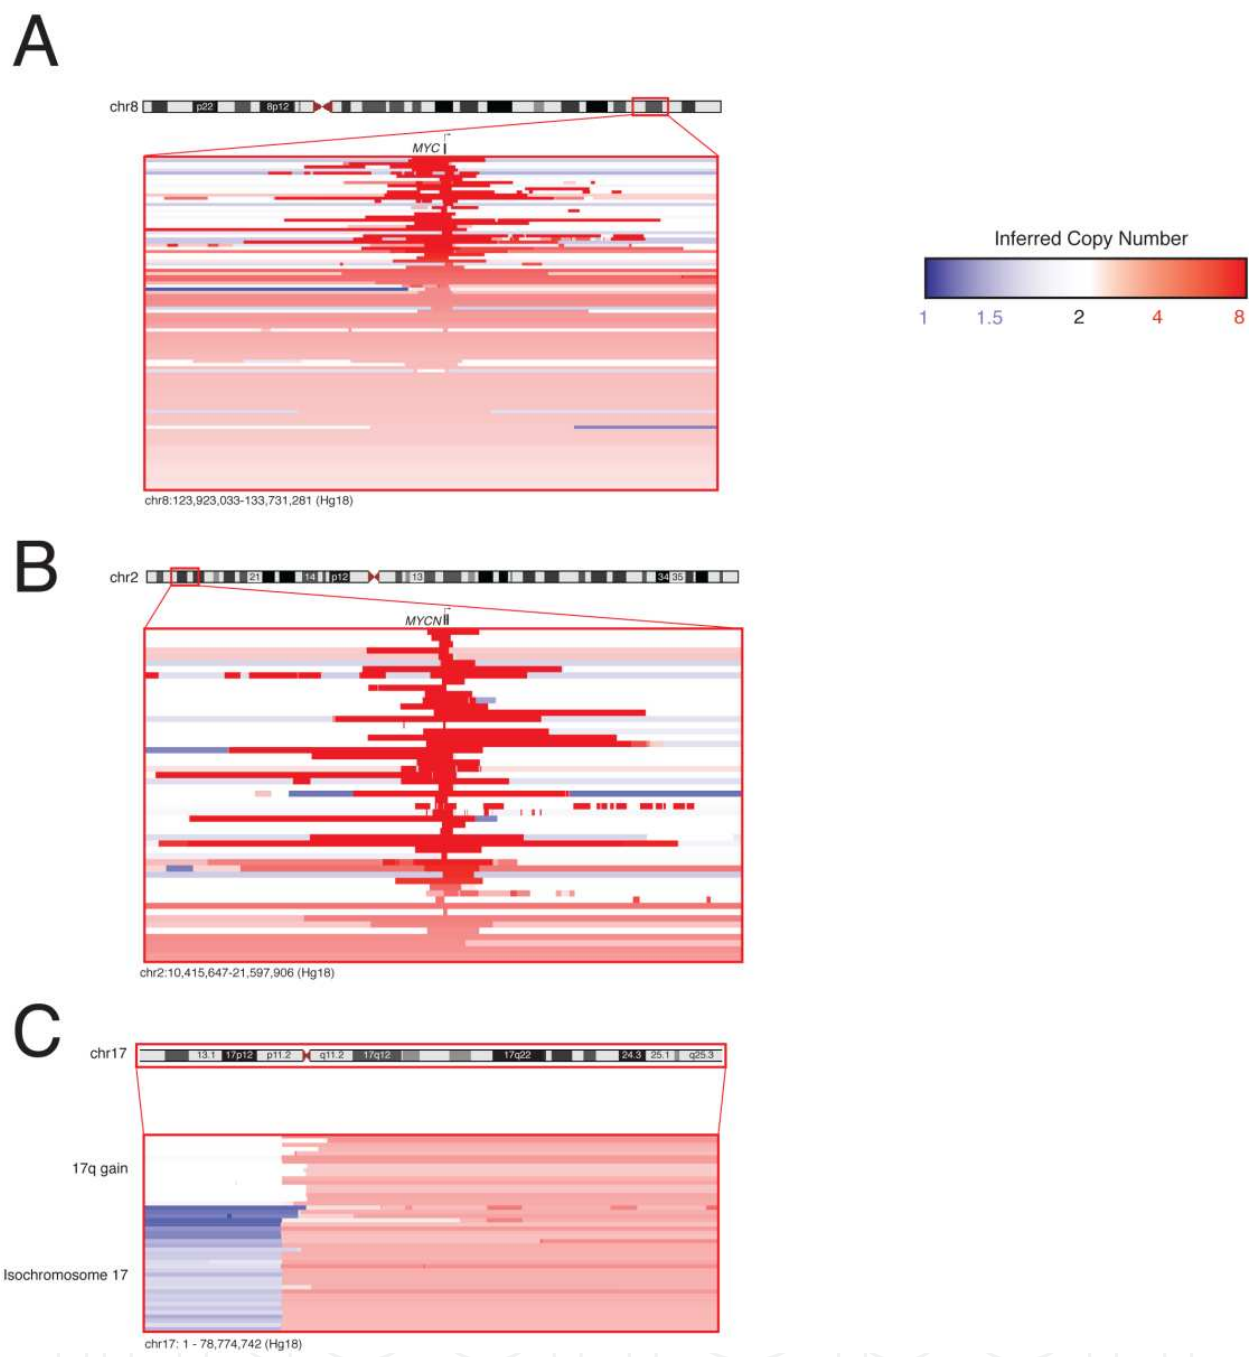 A
chr8 p22 8p12
MYC
chr8:123,923,033-133,731,281 (Hg18)
Inferred Copy Number
1 1.5 2 4 8
B
chr2 21 14 p12 13 34 35
MYCN
chr2:10,415,647-21,597,906 (Hg18)
C
chr17 13.1 17p12 p11.2 q11.2 17q12 17q22 24.3 25.1 q25.3
17q gain
Isochromosome 17
chr17: 1 - 78,774,742 (Hg18)